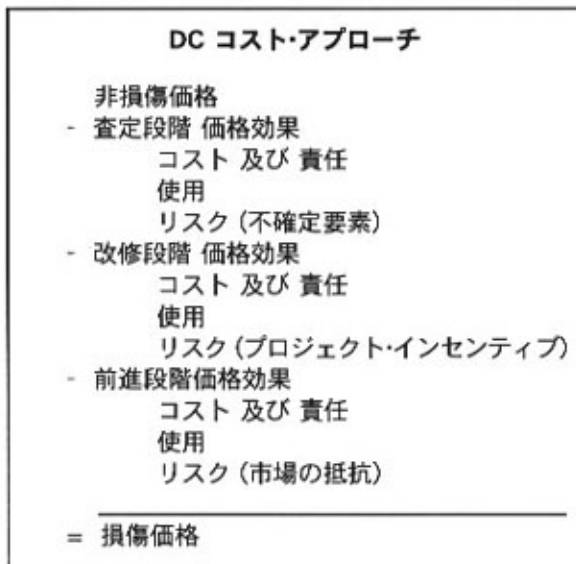 DC コスト・アプローチ
非損傷価格
- 査定段階 価格効果
コスト 及び 責任
使用
リスク (不確定要素)
- 改修段階 価格効果
コスト 及び 責任
使用
リスク (プロジェクト・インセンティブ)
- 前進段階価格効果
コスト 及び 責任
使用
リスク (市場の抵抗)
= 損傷価格